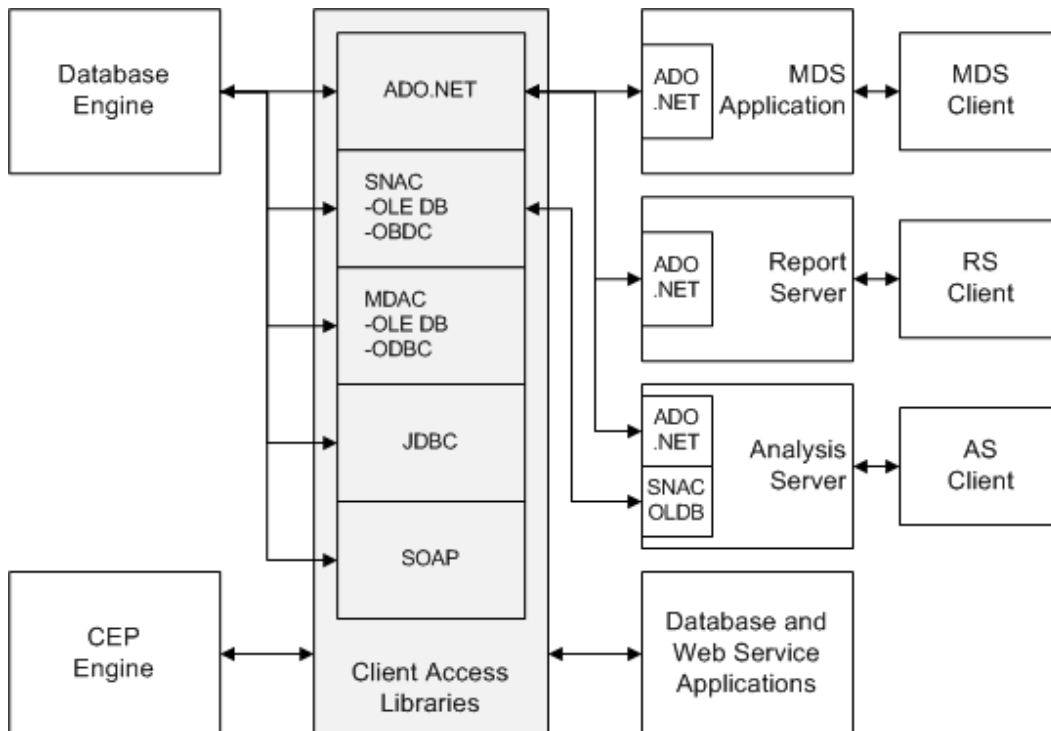 Database
Engine
ADO.NET
SNAC
-OLE DB
-OBDC
MDAC
-OLE DB
-ODBC
JDBC
SOAP
Client Access
Libraries
CEP
Engine
ADO
.NET
MDS
Application
MDS
Client
ADO
.NET
Report
Server
RS
Client
ADO
.NET
SNAC
OLDB
Analysis
Server
AS
Client
Database and
Web Service
Applications